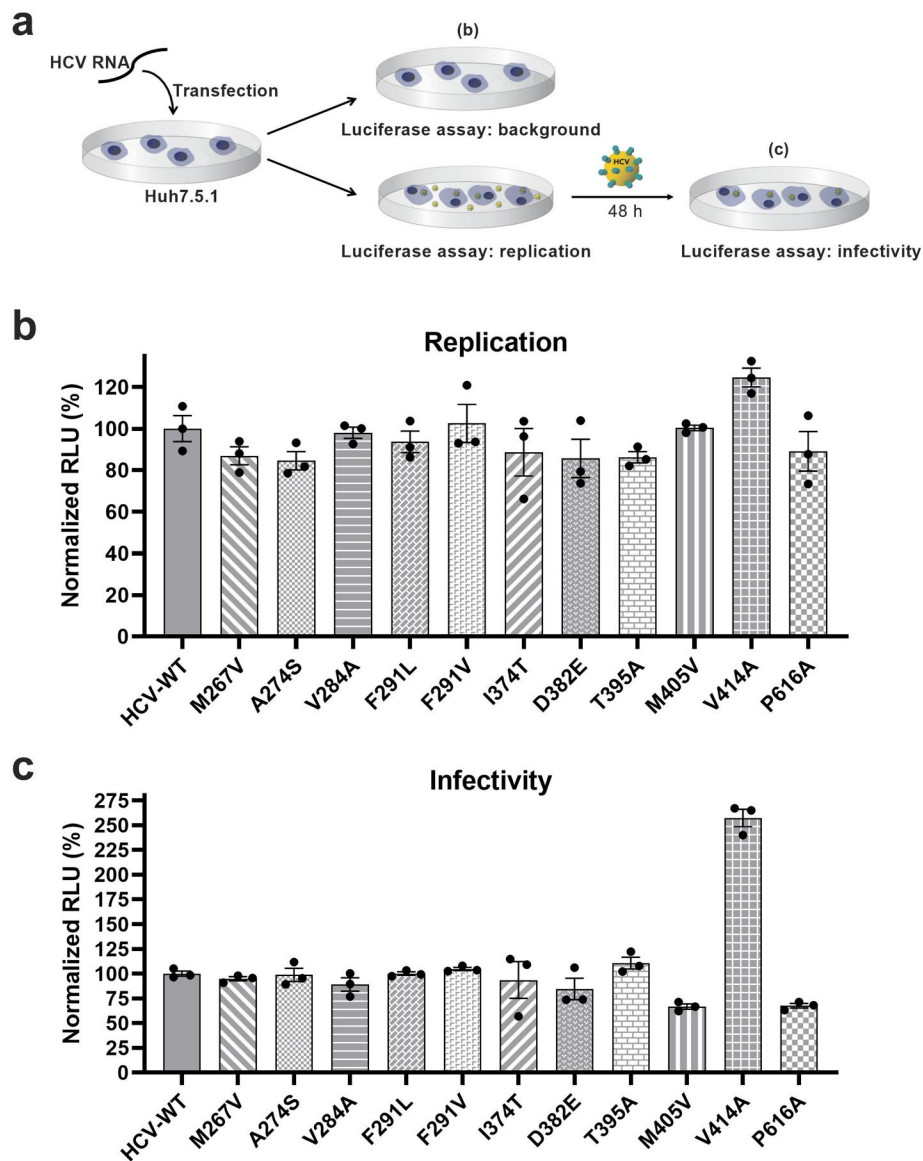 a
HCV RNA
Transfection
Huh7.5.1
(b)
Luciferase assay: background
HCV
48 h
(c)
Luciferase assay: replication
Luciferase assay: infectivity
b
Replication
Normalized RLU (%)
120
100
80
60
40
20
0
HCV-WT
M267V
A274S
V284A
F291L
F291V
I374T
D382E
T395A
M405V
V414A
P616A
c
Infectivity
Normalized RLU (%)
275
250
225
200
175
150
125
100
75
50
25
0
HCV-WT
M267V
A274S
V284A
F291L
F291V
I374T
D382E
T395A
M405V
V414A
P616A